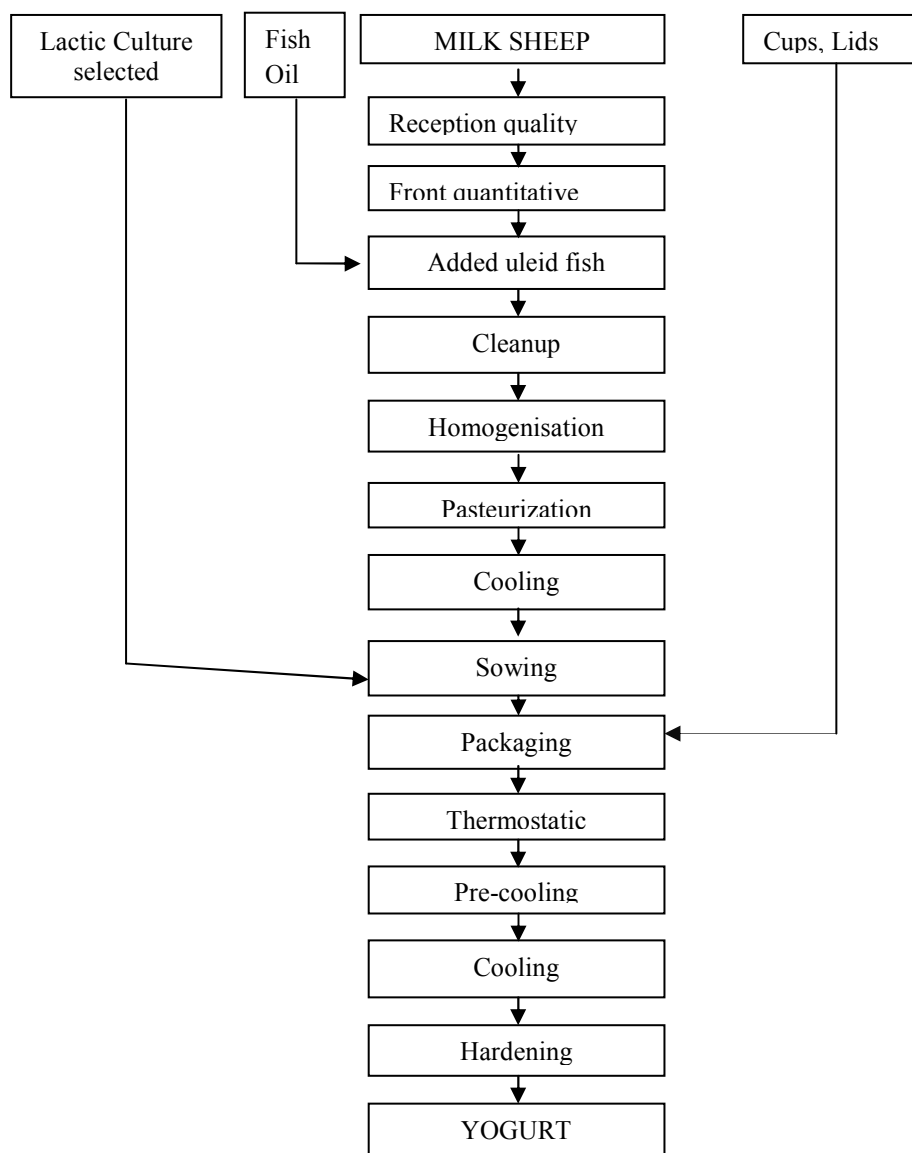 Lactic Culture
selected
Fish
Oil
MILK SHEEP
Cups, Lids
Reception quality
Front quantitative
Added uleid fish
Cleanup
Homogenisation
Pasteurization
Cooling
Sowing
Packaging
Thermostatic
Pre-cooling
Cooling
Hardening
YOGURT